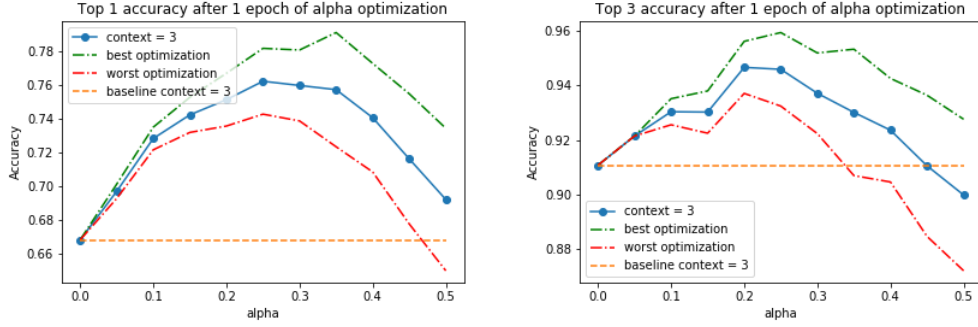 Top 1 accuracy after 1 epoch of alpha optimization
Accuracy
0.78
0.76
0.74
0.72
0.70
0.68
0.66
context = 3
best optimization
worst optimization
baseline context = 3
0.0 0.1 0.2 0.3 0.4 0.5
alpha
Top 3 accuracy after 1 epoch of alpha optimization
Accuracy
0.96
0.94
0.92
0.90
0.88
context = 3
best optimization
worst optimization
baseline context = 3
0.0 0.1 0.2 0.3 0.4 0.5
alpha